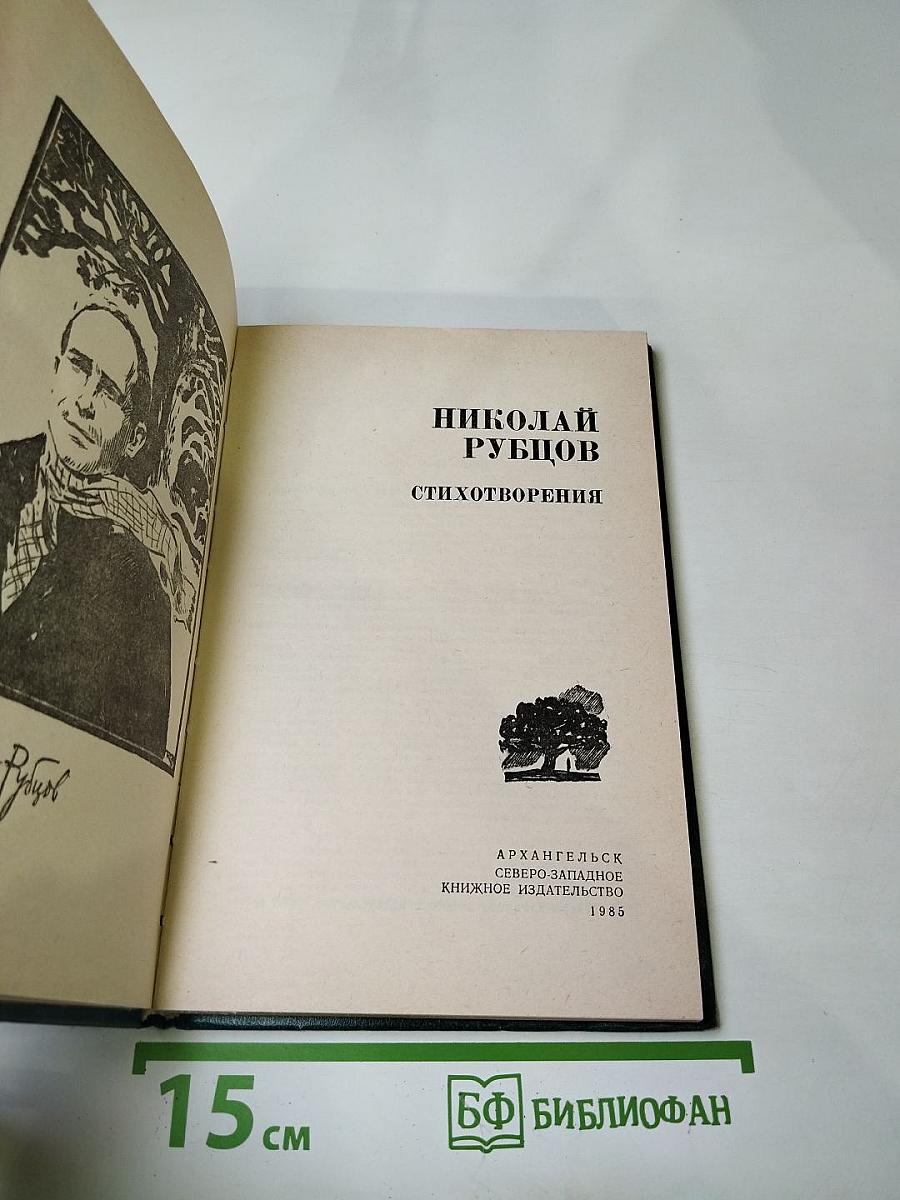 НИКОЛАЙ
РУБЦОВ
СТИХОТВОРЕНИЯ
Рубцов
АРХАНГЕЛЬСК
СЕВЕРО-ЗАПАДНОЕ
КНИЖНОЕ ИЗДАТЕЛЬСТВО
1985
15 см
БФ БИБЛИОФАН